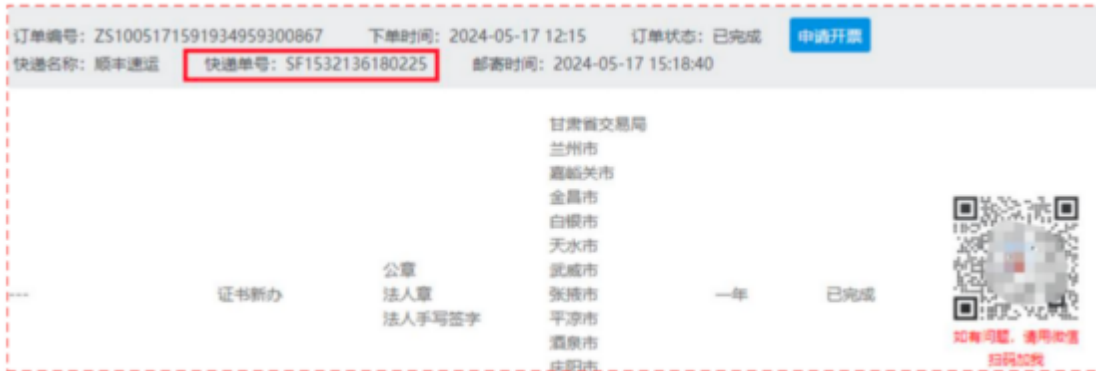 订单编号：ZS1005171591934959300867 下单时间：2024-05-17 12:15 订单状态：已完成 申请开票
快递名称：顺丰速运 快递单号：SF1532136180225 邮寄时间：2024-05-17 15:18:40
甘肃省交易局
兰州市
嘉峪关市
金昌市
白银市
天水市
公章 武威市
--- 证书新办 法人章 张掖市 一年 已完成
法人手写签字 平凉市
酒泉市
庆阳市
如有问题，请用微信
扫码加我